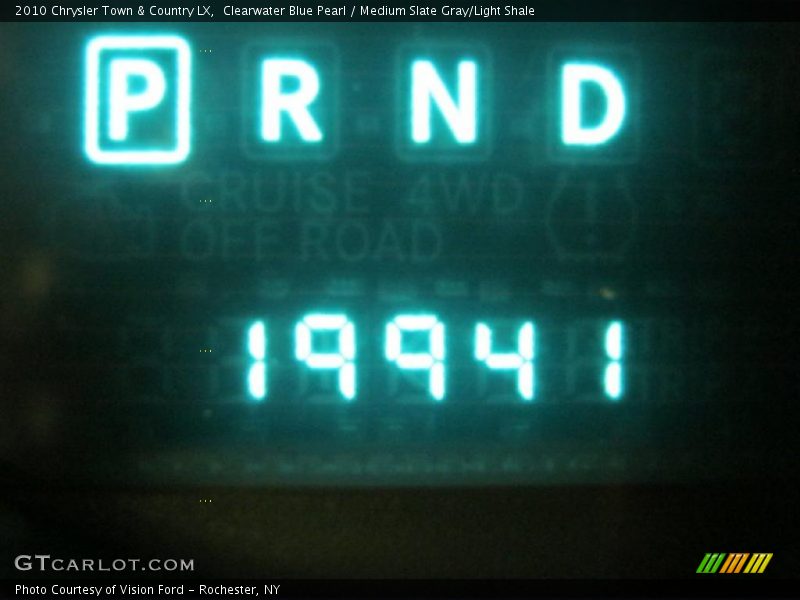 2010 Chrysler Town & Country LX, Clearwater Blue Pearl / Medium Slate Gray/Light Shale
P R N D
CRUISE 4WD
OFF ROAD
19941
GTCARLOT.COM
Photo Courtesy of Vision Ford - Rochester, NY